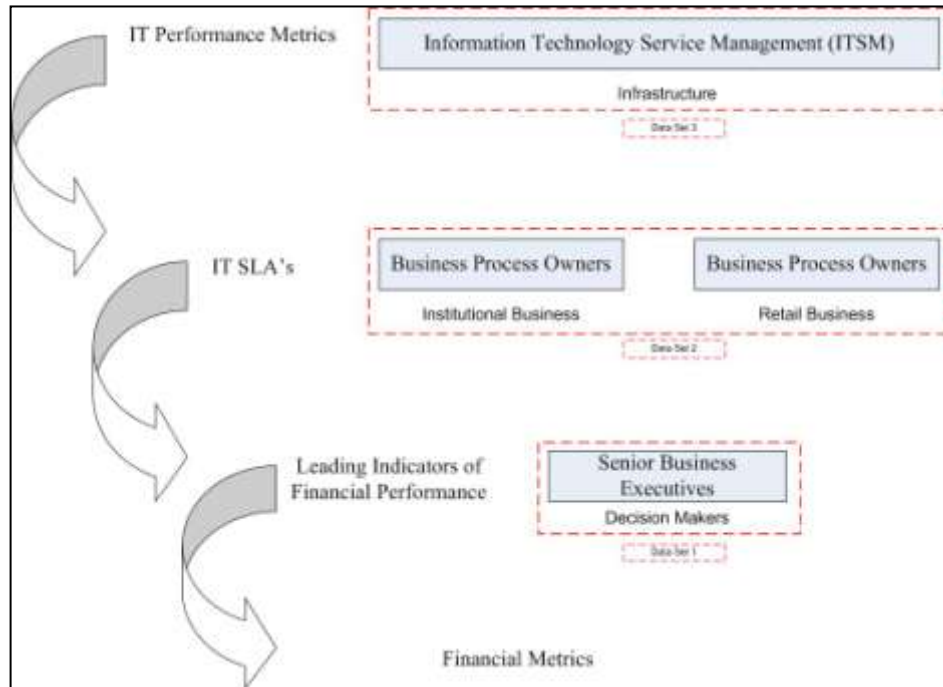 IT Performance Metrics
Information Technology Service Management (ITSM)
Infrastructure
Data Set 3
IT SLA's
Business Process Owners
Business Process Owners
Institutional Business
Retail Business
Data Set 2
Leading Indicators of
Financial Performance
Senior Business
Executives
Decision Makers
Data Set 1
Financial Metrics